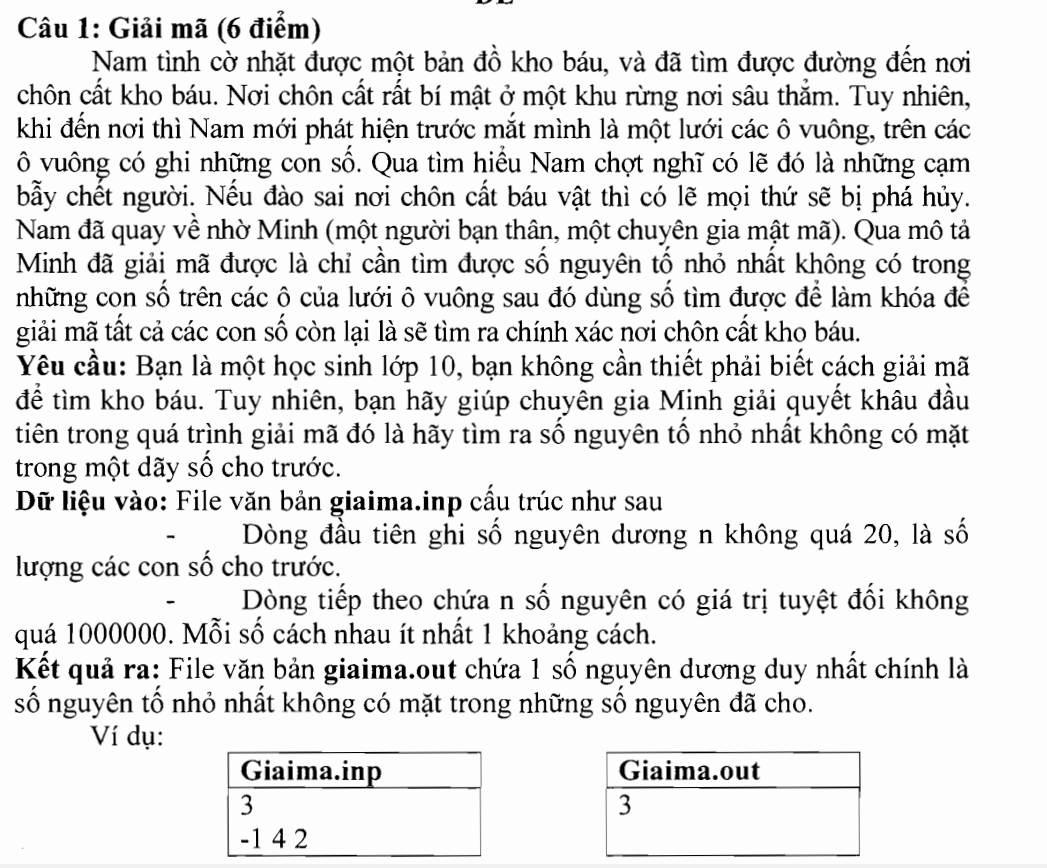 Câu 1: Giải mã (6 điểm)
Nam tình cờ nhặt được một bản đồ kho báu, và đã tìm được đường đến nơi
chôn cất kho báu. Nơi chôn cất rất bí mật ở một khu rừng nơi sâu thẳm. Tuy nhiên,
khi đến nơi thì Nam mới phát hiện trước mắt mình là một lưới các ô vuông, trên các
ô vuông có ghi những con số. Qua tìm hiểu Nam chợt nghĩ có lẽ đó là những cạm
bẫy chết người. Nếu đào sai nơi chôn cất báu vật thì có lẽ mọi thứ sẽ bị phá hủy.
Nam đã quay về nhờ Minh (một người bạn thân, một chuyên gia mật mã). Qua mô tả
Minh đã giải mã được là chỉ cần tìm được số nguyên tố nhỏ nhất không có trong
những con số trên các ô của lưới ô vuông sau đó dùng số tìm được để làm khóa để
giải mã tất cả các con số còn lại là sẽ tìm ra chính xác nơi chôn cất kho báu.
Yêu cầu: Bạn là một học sinh lớp 10, bạn không cần thiết phải biết cách giải mã
để tìm kho báu. Tuy nhiên, bạn hãy giúp chuyên gia Minh giải quyết khâu đầu
tiên trong quá trình giải mã đó là hãy tìm ra số nguyên tố nhỏ nhất không có mặt
trong một dãy số cho trước.
Dữ liệu vào: File văn bản giaima.inp cấu trúc như sau
- Dòng đầu tiên ghi số nguyên dương n không quá 20, là số
lượng các con số cho trước.
- Dòng tiếp theo chứa n số nguyên có giá trị tuyệt đối không
quá 1000000. Mỗi số cách nhau ít nhất 1 khoảng cách.
Kết quả ra: File văn bản giaima.out chứa 1 số nguyên dương duy nhất chính là
số nguyên tố nhỏ nhất không có mặt trong những số nguyên đã cho.
Ví dụ:
Giaima.inp
3
-1 4 2
Giaima.out
3